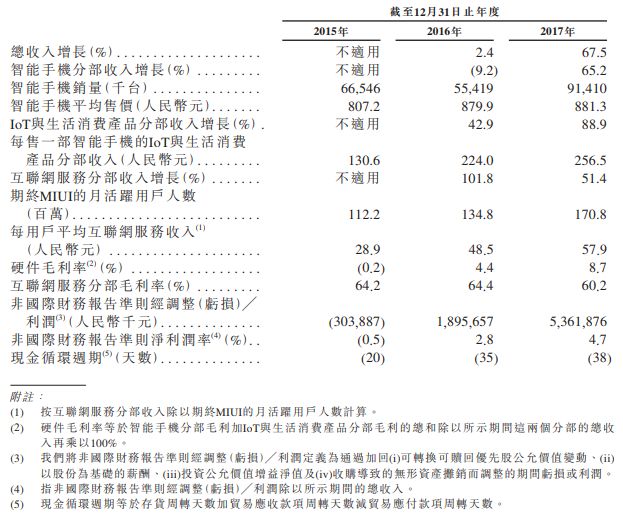 截至12月31日止年度
2015年 2016年 2017年
總收入增長(%) 不適用 2.4 67.5
智能手機分部收入增長(%) 不適用 (9.2) 65.2
智能手機銷量(千台) 66,546 55,419 91,410
智能手機平均售價(人民幣元) 807.2 879.9 881.3
IoT與生活消費產品分部收入增長(%) 不適用 42.9 88.9
每售一部智能手機的IoT與生活消費
產品分部收入(人民幣元) 130.6 224.0 256.5
互聯網服務分部收入增長(%) 不適用 101.8 51.4
期終MIUI的月活躍用戶人數
(百萬) 112.2 134.8 170.8
每用戶平均互聯網服務收入(1)
(人民幣元) 28.9 48.5 57.9
硬件毛利率(2)(%) (0.2) 4.4 8.7
互聯網服務分部毛利率(%) 64.2 64.4 60.2
非國際財務報告準則經調整(虧損)╱
利潤(3)(人民幣千元) (303,887) 1,895,657 5,361,876
非國際財務報告準則淨利潤率(4)(%) (0.5) 2.8 4.7
現金循環週期(5)(天數) (20) (35) (38)
附註：
(1) 按互聯網服務分部收入除以期終MIUI的月活躍用戶人數計算。
(2) 硬件毛利率等於智能手機分部毛利加IoT與生活消費產品分部毛利的總和除以所示期間這兩個分部的總收
入再乘以100%。
(3) 我們將非國際財務報告準則經調整(虧損)╱利潤定義為通過加回(i)可轉換可贖回優先股公允價值變動、(ii)
以股份為基礎的薪酬、(iii)投資公允價值增益淨值及(iv)收購導致的無形資產攤銷而調整的期間虧損或利潤。
(4) 指非國際財務報告準則經調整(虧損)╱利潤除以所示期間的總收入。
(5) 現金循環週期等於存貨周轉天數加貿易應收款項周轉天數減貿易應付款項周轉天數。